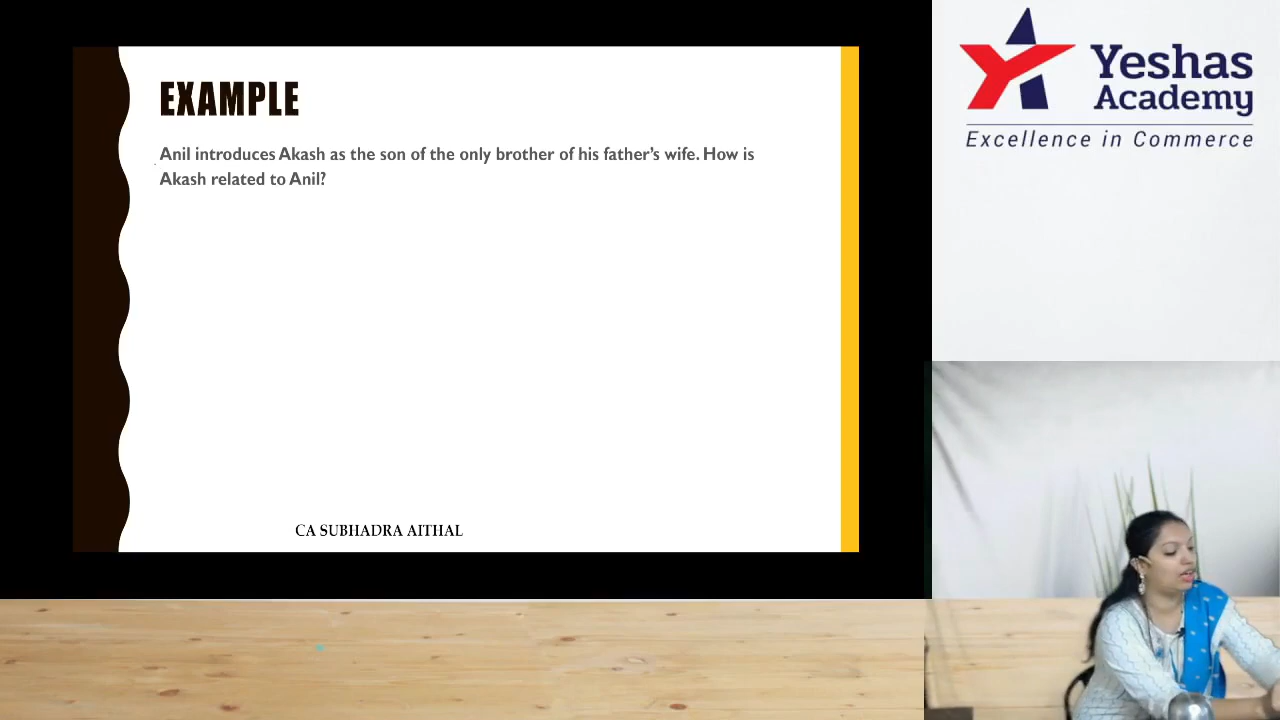 EXAMPLE
Anil introduces Akash as the son of the only brother of his father's wife. How is
Akash related to Anil?
CA SUBHADRA AITHAL
Yeshas
Academy
Excellence in Commerce